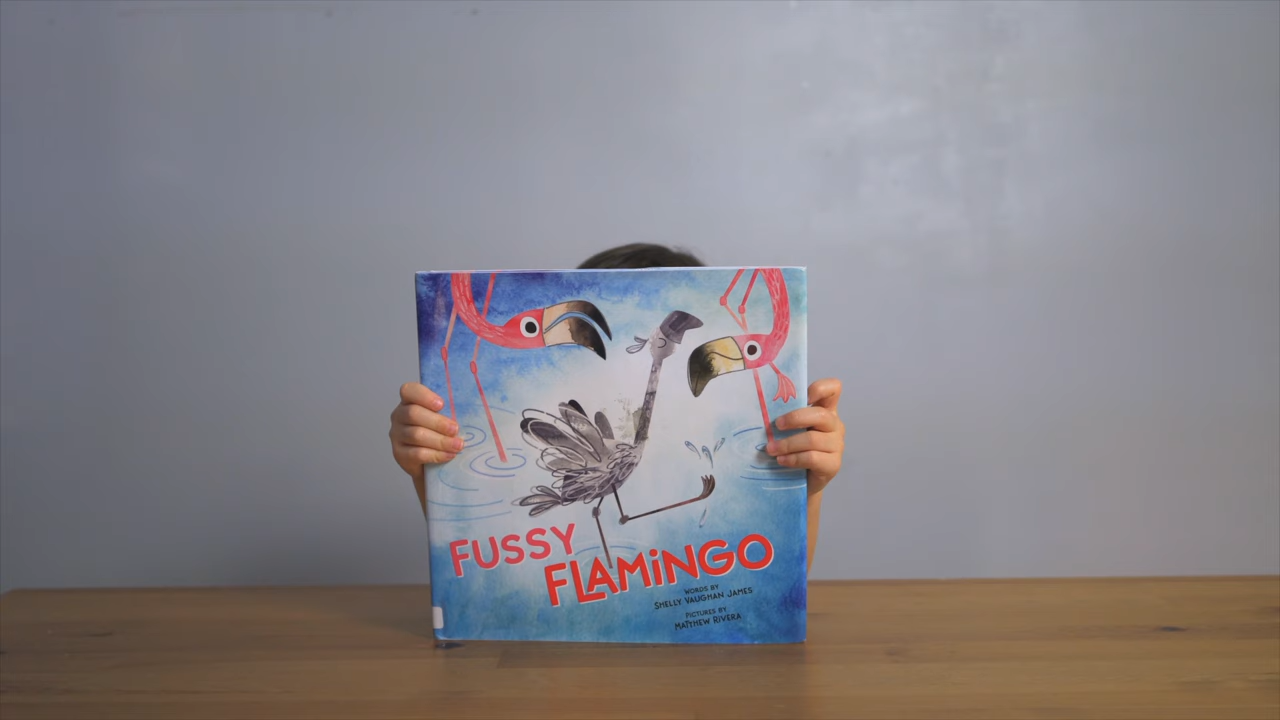 FUSSY
FLAMiNGO
WORDS BY
SHELLY VAUGHAN JAMES
PICTURES BY
MATTHEW RIVERA